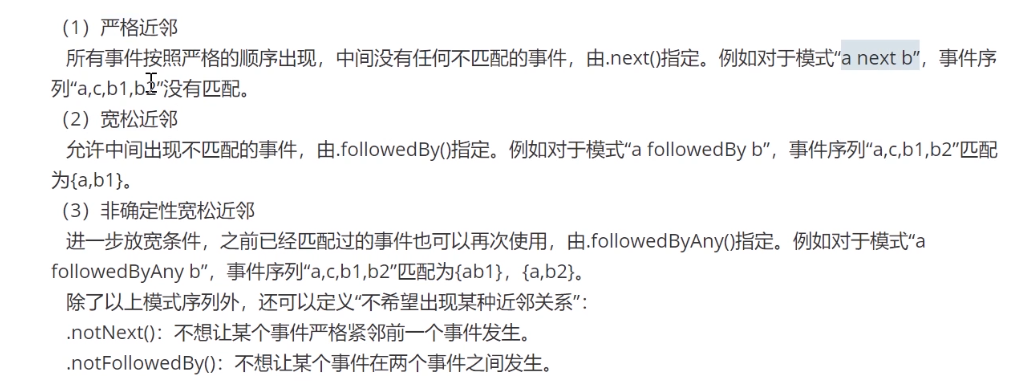 （1）严格近邻
所有事件按照严格的顺序出现，中间没有任何不匹配的事件，由.next()指定。例如对于模式“a next b”，事件序
列“a,c,b1,b2”没有匹配。
（2）宽松近邻
允许中间出现不匹配的事件，由.followedBy()指定。例如对于模式“a followedBy b”，事件序列“a,c,b1,b2”匹配
为{a,b1}。
（3）非确定性宽松近邻
进一步放宽条件，之前已经匹配过的事件也可以再次使用，由.followedByAny()指定。例如对于模式“a
followedByAny b”，事件序列“a,c,b1,b2”匹配为{ab1}，{a,b2}。
除了以上模式序列外，还可以定义“不希望出现某种近邻关系”：
.notNext()：不想让某个事件严格紧邻前一个事件发生。
.notFollowedBy()：不想让某个事件在两个事件之间发生。